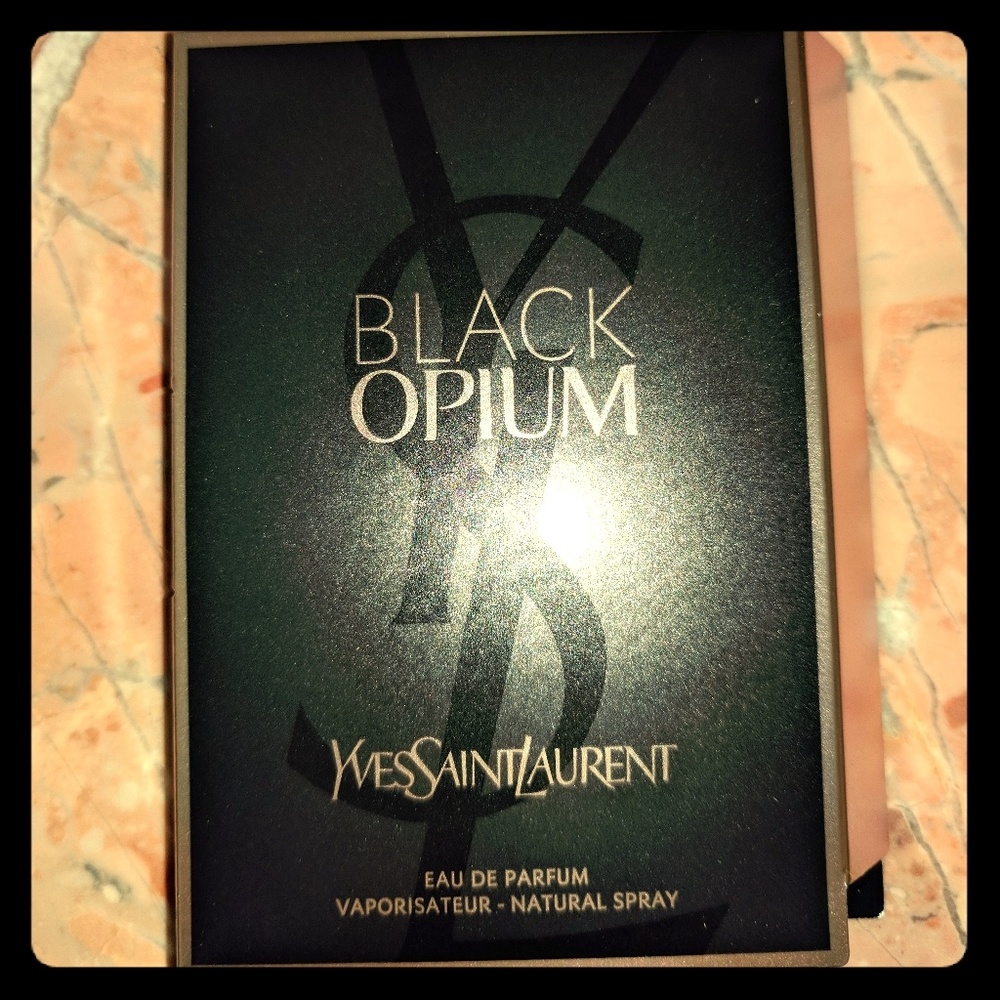 BLACK
OPIUM
YVESSAINTLAURENT
EAU DE PARFUM
VAPORISATEUR - NATURAL SPRAY